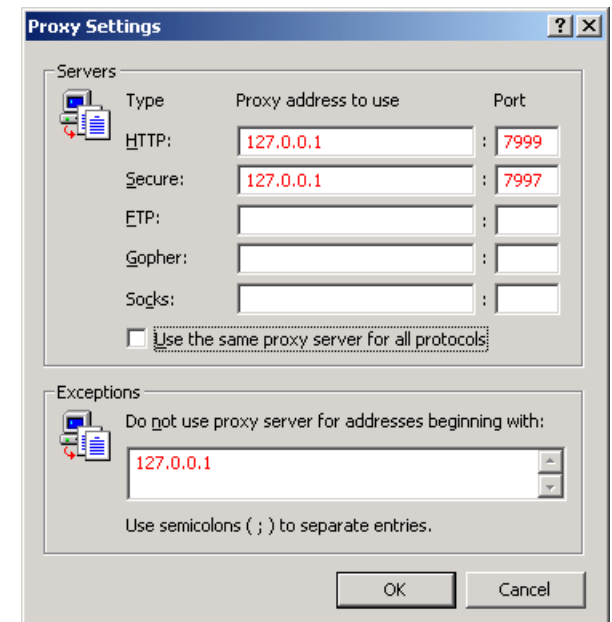 Proxy Settings
Servers
Type Proxy address to use Port
HTTP: 127.0.0.1 : 7999
Secure: 127.0.0.1 : 7997
FTP: :
Gopher: :
Socks: :
Use the same proxy server for all protocols
Exceptions
Do not use proxy server for addresses beginning with:
127.0.0.1
Use semicolons ( ; ) to separate entries.
OK Cancel